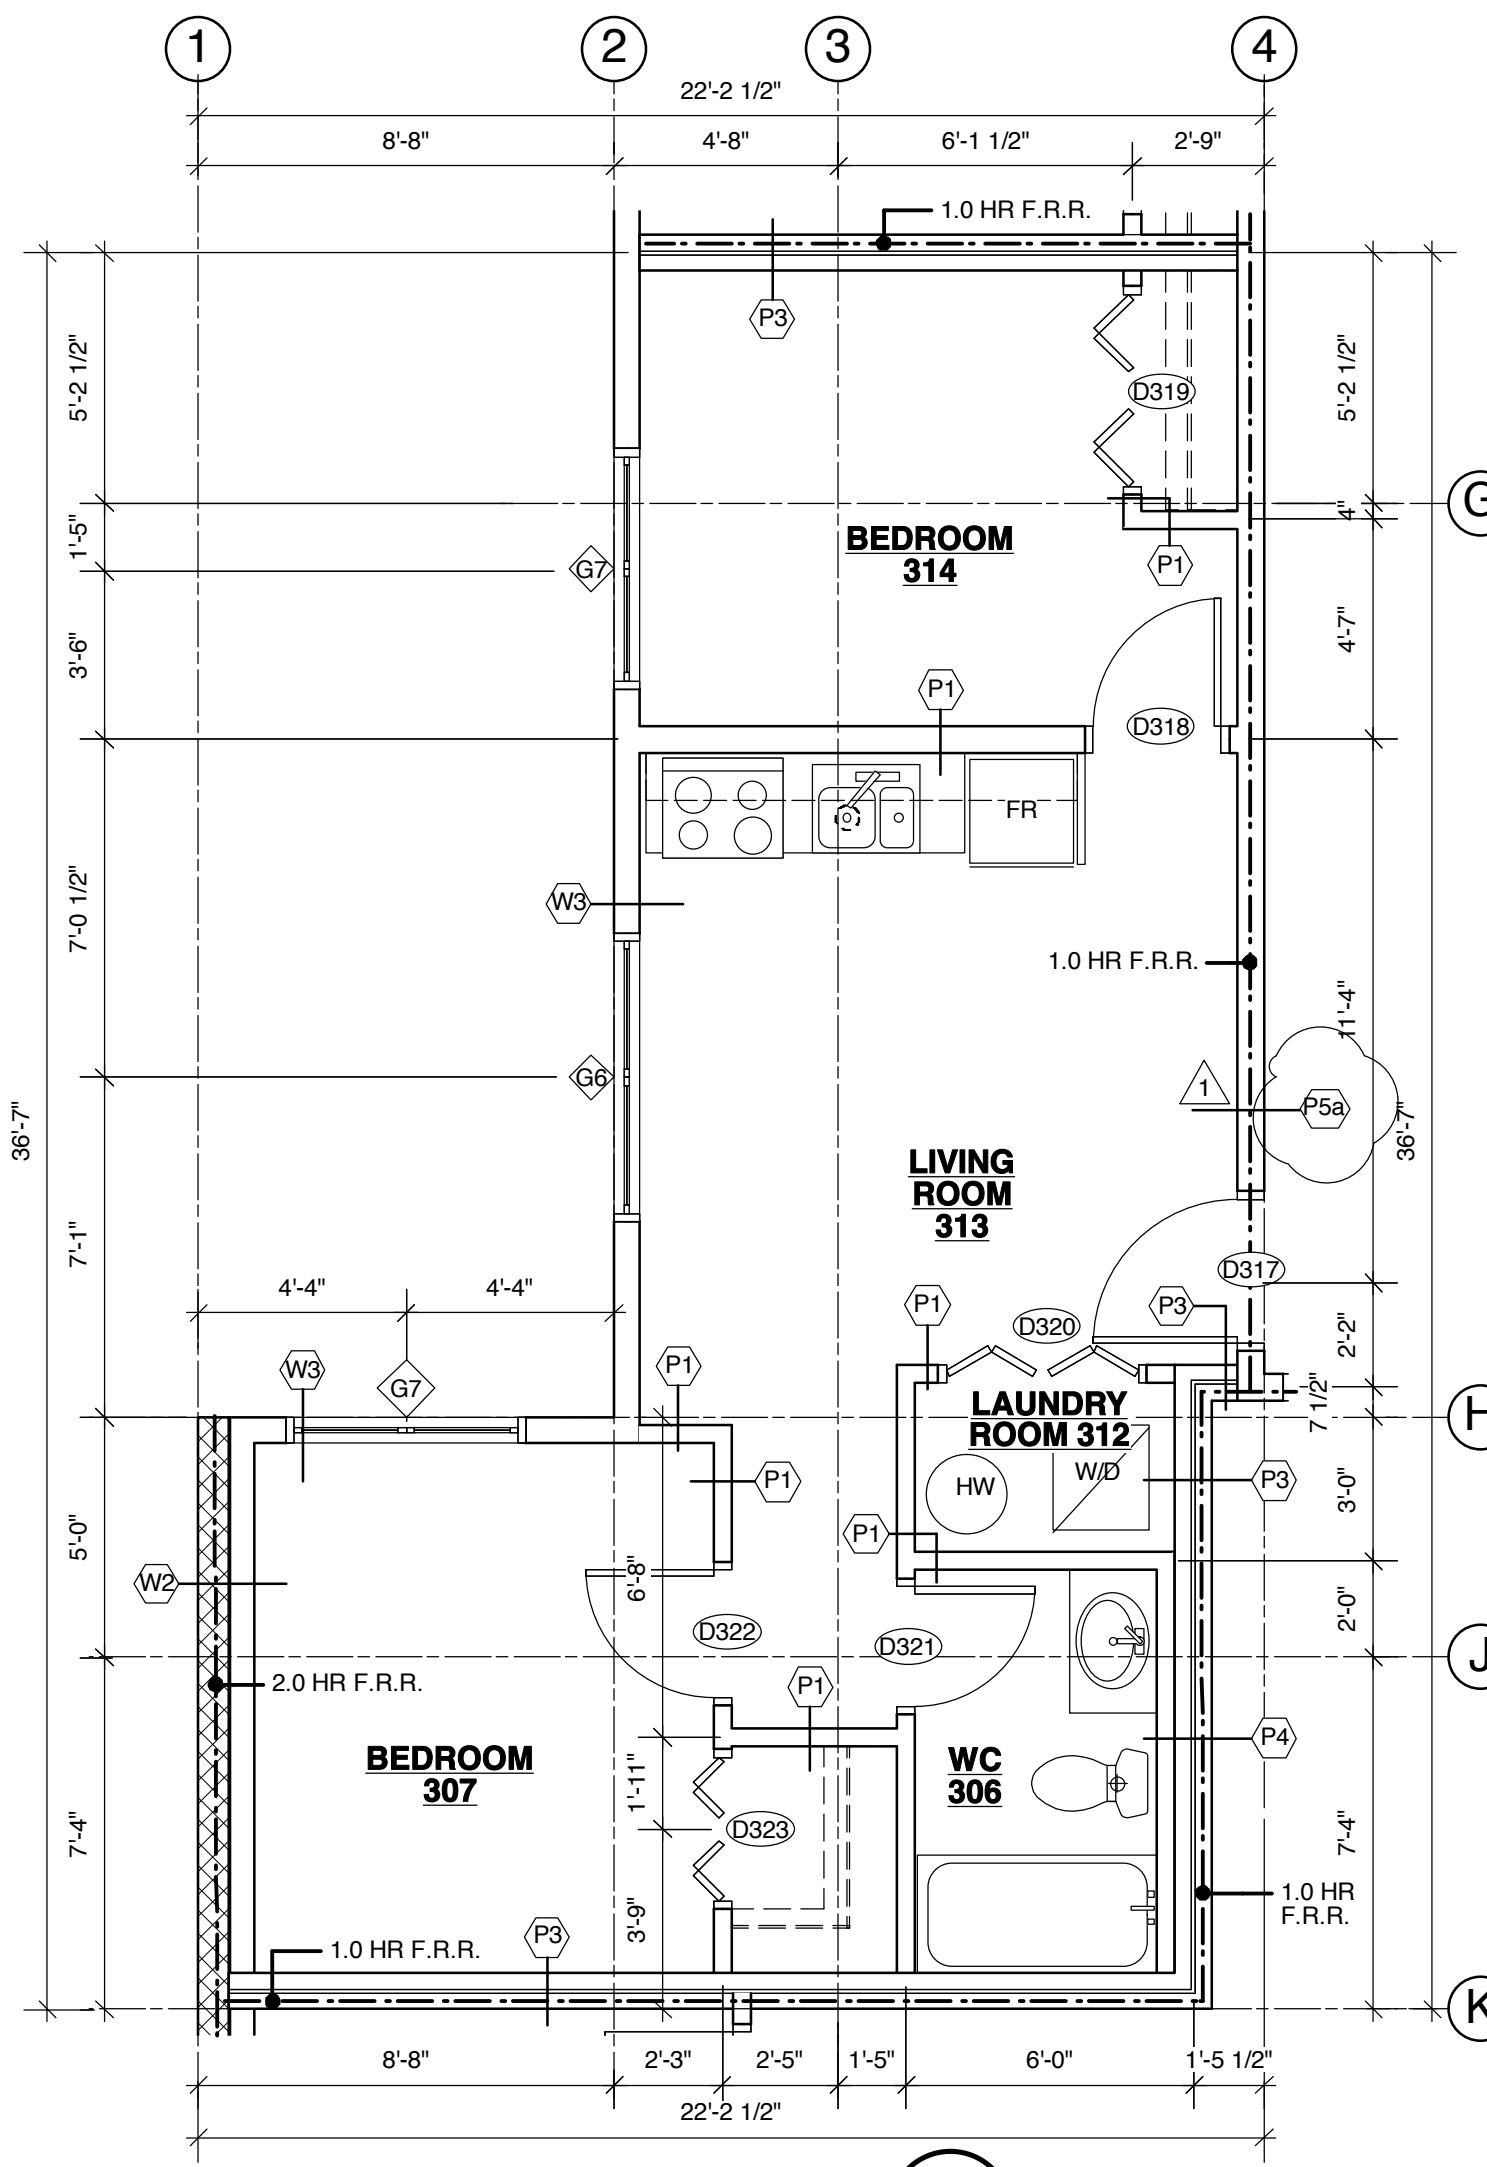 1
2
3
4
22'-2 1/2"
8'-8"
4'-8"
6'-1 1/2"
2'-9"
1.0 HR F.R.R.
P3
5'-2 1/2"
5'-2 1/2"
D319
G
4"
1'-5"
BEDROOM
314
G7
P1
3'-6"
4'-7"
P1
D318
FR
7'-0 1/2"
W3
1.0 HR F.R.R.
11'-4"
G6
1
P5a
36'-7"
36'-7"
LIVING
ROOM
313
7'-1"
D317
4'-4"
4'-4"
P1
P3
D320
2'-2"
W3
P1
G7
7 1/2"
LAUNDRY
ROOM 312
H
P1
HW
W/D
P3
3'-0"
5'-0"
P1
W2
6'-8"
2'-0"
D322
D321
J
2.0 HR F.R.R.
P1
P4
BEDROOM
307
WC
306
1'-11"
D323
7'-4"
7'-4"
1.0 HR
F.R.R.
3'-9"
P3
1.0 HR F.R.R.
K
8'-8"
2'-3"
2'-5"
1'-5"
6'-0"
1'-5 1/2"
22'-2 1/2"